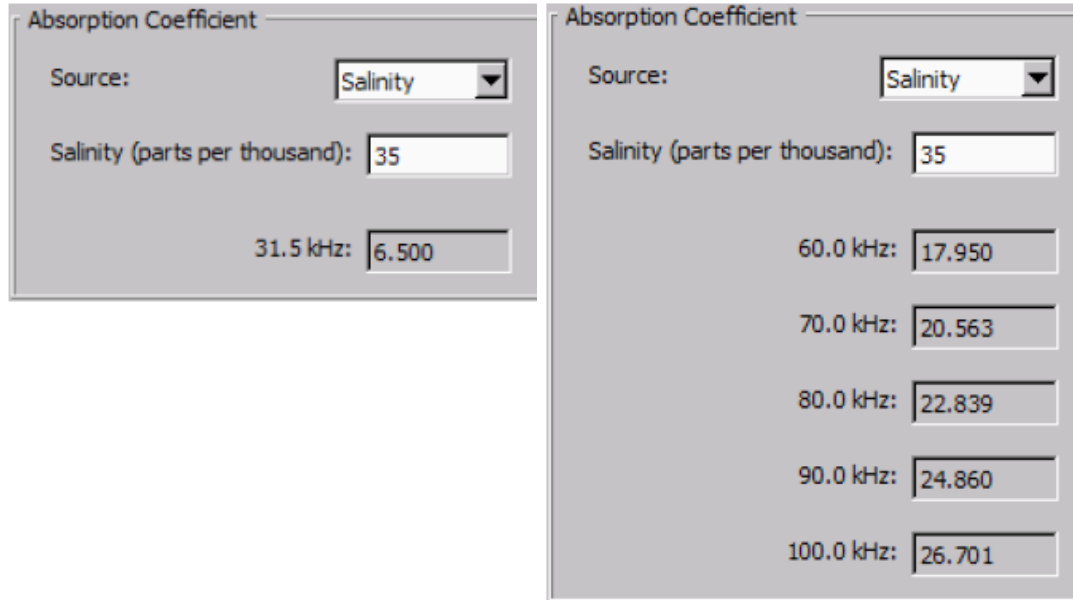 Absorption Coefficient
Source: Salinity
Salinity (parts per thousand): 35
31.5 kHz: 6.500
Absorption Coefficient
Source: Salinity
Salinity (parts per thousand): 35
60.0 kHz: 17.950
70.0 kHz: 20.563
80.0 kHz: 22.839
90.0 kHz: 24.860
100.0 kHz: 26.701